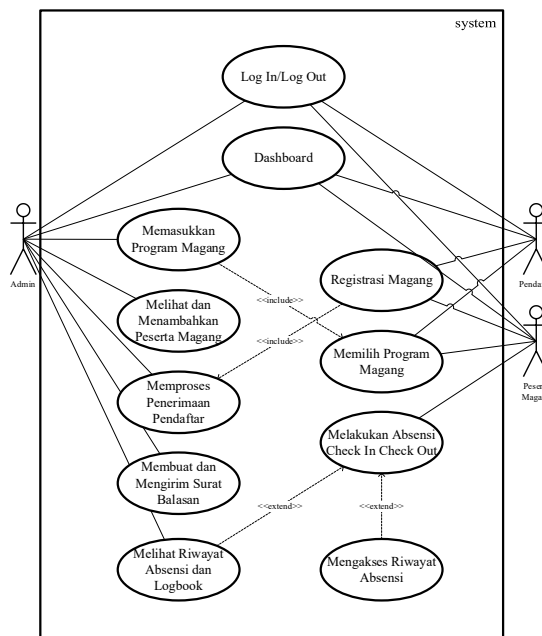 system
Log In/Log Out
Dashboard
Memasukkan
Program Magang
Admin
Registrasi Magang
<<include>>
Melihat dan
Menambahkan
Peserta Magang
<<include>>
Memilih Program
Magang
Memproses
Penerimaan
Pendaftar
Melakukan Absensi
Check In Check Out
Membuat dan
Mengirim Surat
Balasan
<<extend>>
<<extend>>
Melihat Riwayat
Absensi dan
Logbook
Mengakses Riwayat
Absensi